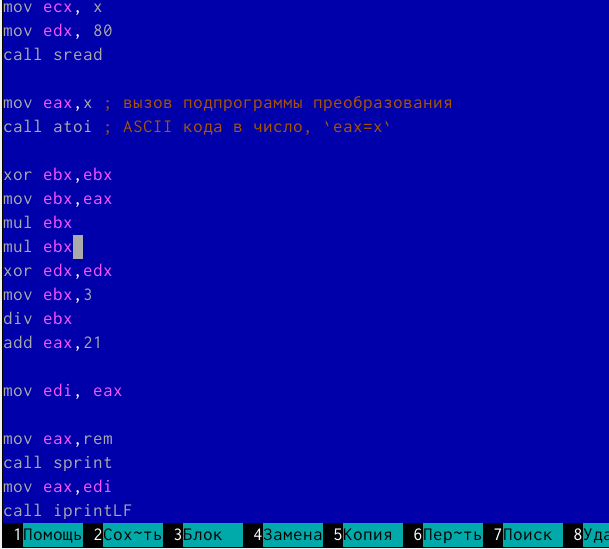 mov ecx, x
mov edx, 80
call sread
mov eax,x ; вызов подпрограммы преобразования
call atoi ; ASCII кода в число, `eax=x`
xor ebx,ebx
mov ebx,eax
mul ebx
mul ebx
xor edx,edx
mov ebx,3
div ebx
add eax,21
mov edi, eax
mov eax,rem
call sprint
mov eax,edi
call iprintLF
1Помощь 2Сох~ть 3Блок 4Замена 5Копия 6Пер~ть 7Поиск 8Уда